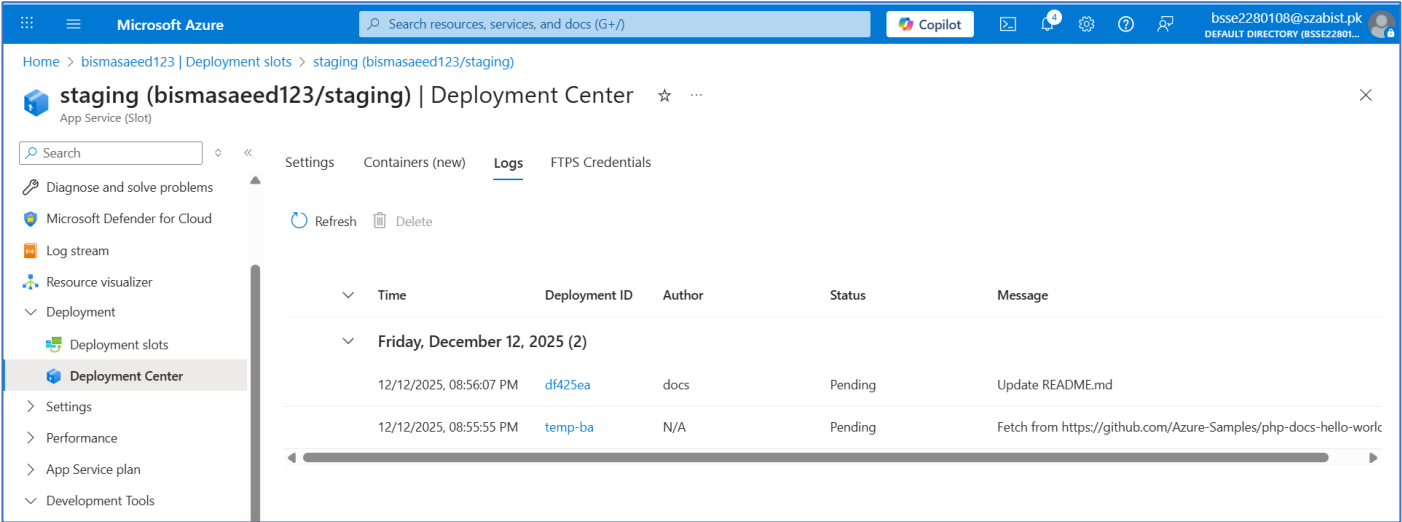 Microsoft Azure
Search resources, services, and docs (G+/)
Copilot
4
bsse2280108@szabist.pk
DEFAULT DIRECTORY (BSSE22801...
Home > bismasaeed123 | Deployment slots > staging (bismasaeed123/staging)
staging (bismasaeed123/staging) | Deployment Center
App Service (Slot)
Search
Settings Containers (new) Logs FTPS Credentials
Diagnose and solve problems
Microsoft Defender for Cloud
Log stream
Resource visualizer
Deployment
Deployment slots
Deployment Center
Settings
Performance
App Service plan
Development Tools
Refresh Delete
Time Deployment ID Author Status Message
Friday, December 12, 2025 (2)
12/12/2025, 08:56:07 PM df425ea docs Pending Update README.md
12/12/2025, 08:55:55 PM temp-ba N/A Pending Fetch from https://github.com/Azure-Samples/php-docs-hello-worlc